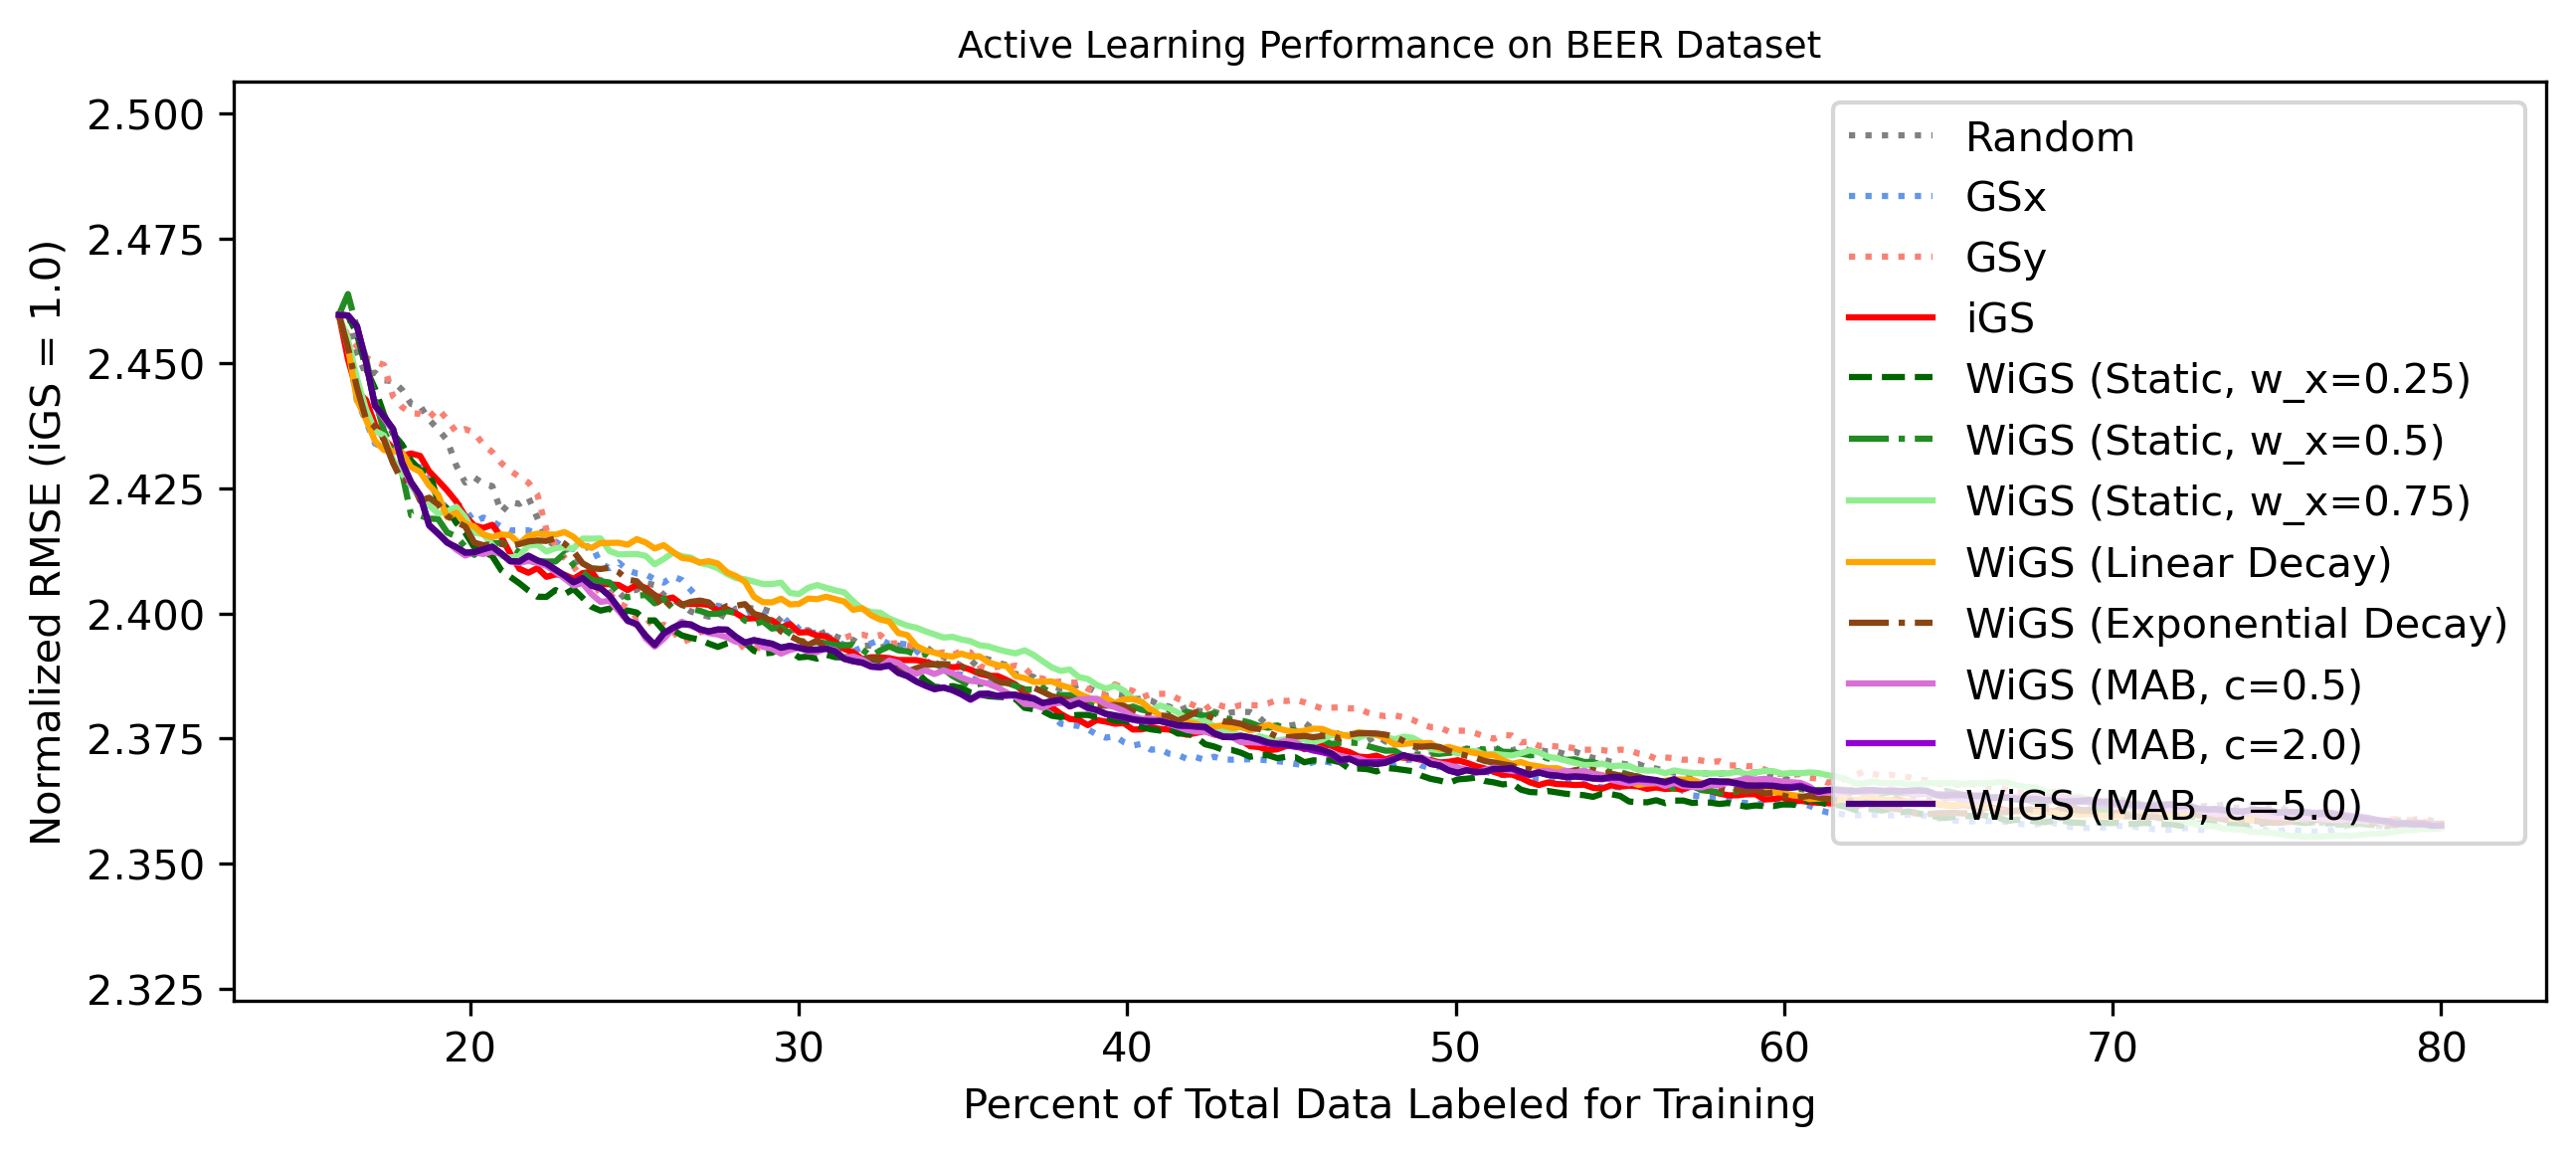 Active Learning Performance on BEER Dataset
Normalized RMSE (iGS = 1.0)
2.500
2.475
2.450
2.425
2.400
2.375
2.350
2.325
Random
GSx
GSy
iGS
WiGS (Static, w_x=0.25)
WiGS (Static, w_x=0.5)
WiGS (Static, w_x=0.75)
WiGS (Linear Decay)
WiGS (Exponential Decay)
WiGS (MAB, c=0.5)
WiGS (MAB, c=2.0)
WiGS (MAB, c=5.0)
20 30 40 50 60 70 80
Percent of Total Data Labeled for Training